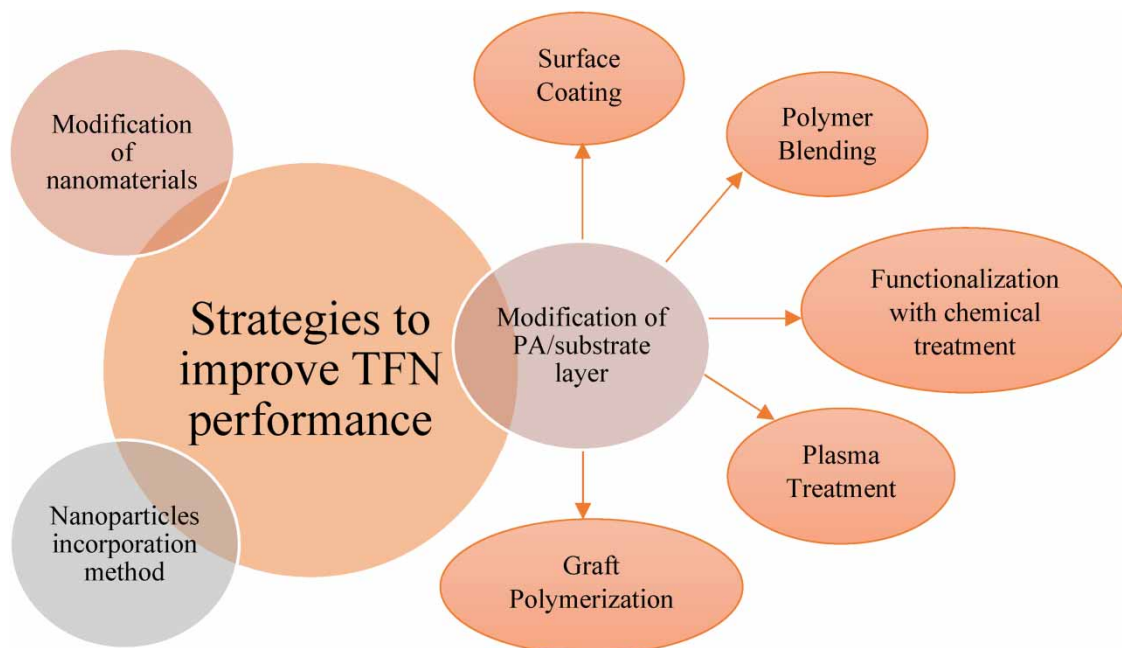 Modification
of
nanomaterials
Strategies to
improve TFN
performance
Nanoparticles
incorporation
method
Modification of
PA/substrate
layer
Surface
Coating
Polymer
Blending
Functionalization
with chemical
treatment
Plasma
Treatment
Graft
Polymerization